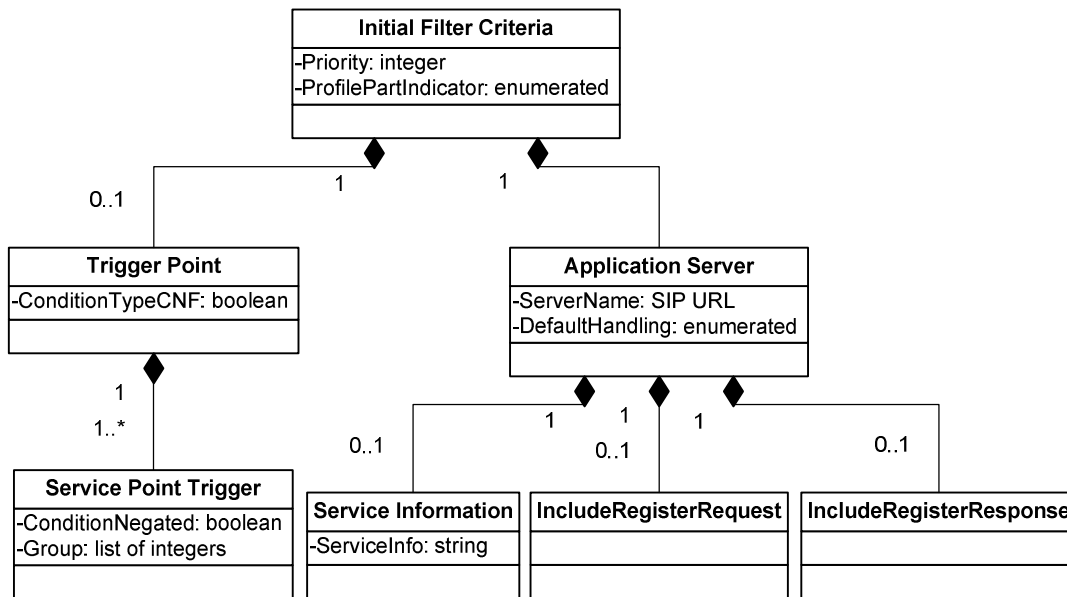 Initial Filter Criteria
-Priority: integer
-ProfilePartIndicator: enumerated
1
1
0..1
Trigger Point
-ConditionTypeCNF: boolean
Application Server
-ServerName: SIP URL
-DefaultHandling: enumerated
1
1..*
1
1
1
0..1
0..1
0..1
Service Point Trigger
-ConditionNegated: boolean
-Group: list of integers
Service Information
-ServiceInfo: string
IncludeRegisterRequest
IncludeRegisterResponse